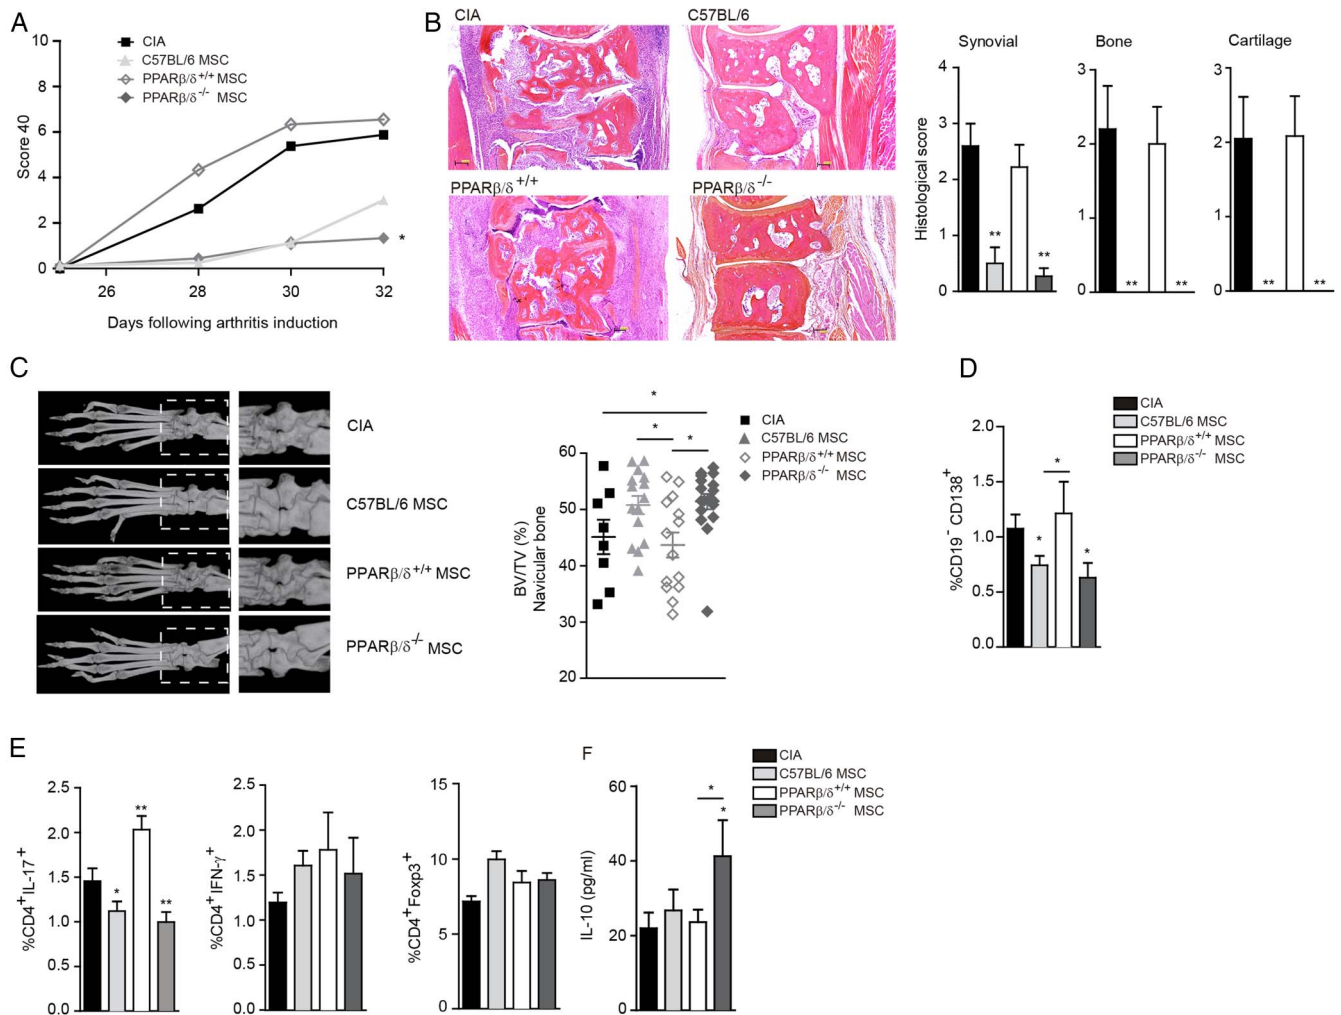 A
CIA
C57BL/6 MSC
PPARβ/δ+/+ MSC
PPARβ/δ-/- MSC
10
8
6
4
2
0
Score 40
*
26 28 30 32
Days following arthritis induction
B
CIA
C57BL/6
PPARβ/δ+/+
PPARβ/δ-/-
Synovial
Bone
Cartilage
Histological score
4
3
2
1
0
**
**
3
2
1
0
**
**
3
2
1
0
**
**
C
CIA
C57BL/6 MSC
PPARβ/δ+/+ MSC
PPARβ/δ-/- MSC
BV/TV (%)
Navicular bone
60
50
40
30
20
*
*
*
CIA
C57BL/6 MSC
PPARβ/δ+/+ MSC
PPARβ/δ-/- MSC
D
CIA
C57BL/6 MSC
PPARβ/δ+/+ MSC
PPARβ/δ-/- MSC
%CD19- CD138+
2.0
1.5
1.0
0.5
0.0
*
*
*
E
%CD4+IL-17+
2.5
2.0
1.5
1.0
0.5
0.0
*
**
**
%CD4+IFN-γ+
2.5
2.0
1.5
1.0
0.5
0.0
%CD4+Foxp3+
15
10
5
0
F
CIA
C57BL/6 MSC
PPARβ/δ+/+ MSC
PPARβ/δ-/- MSC
IL-10 (pg/ml)
60
40
20
0
*
*